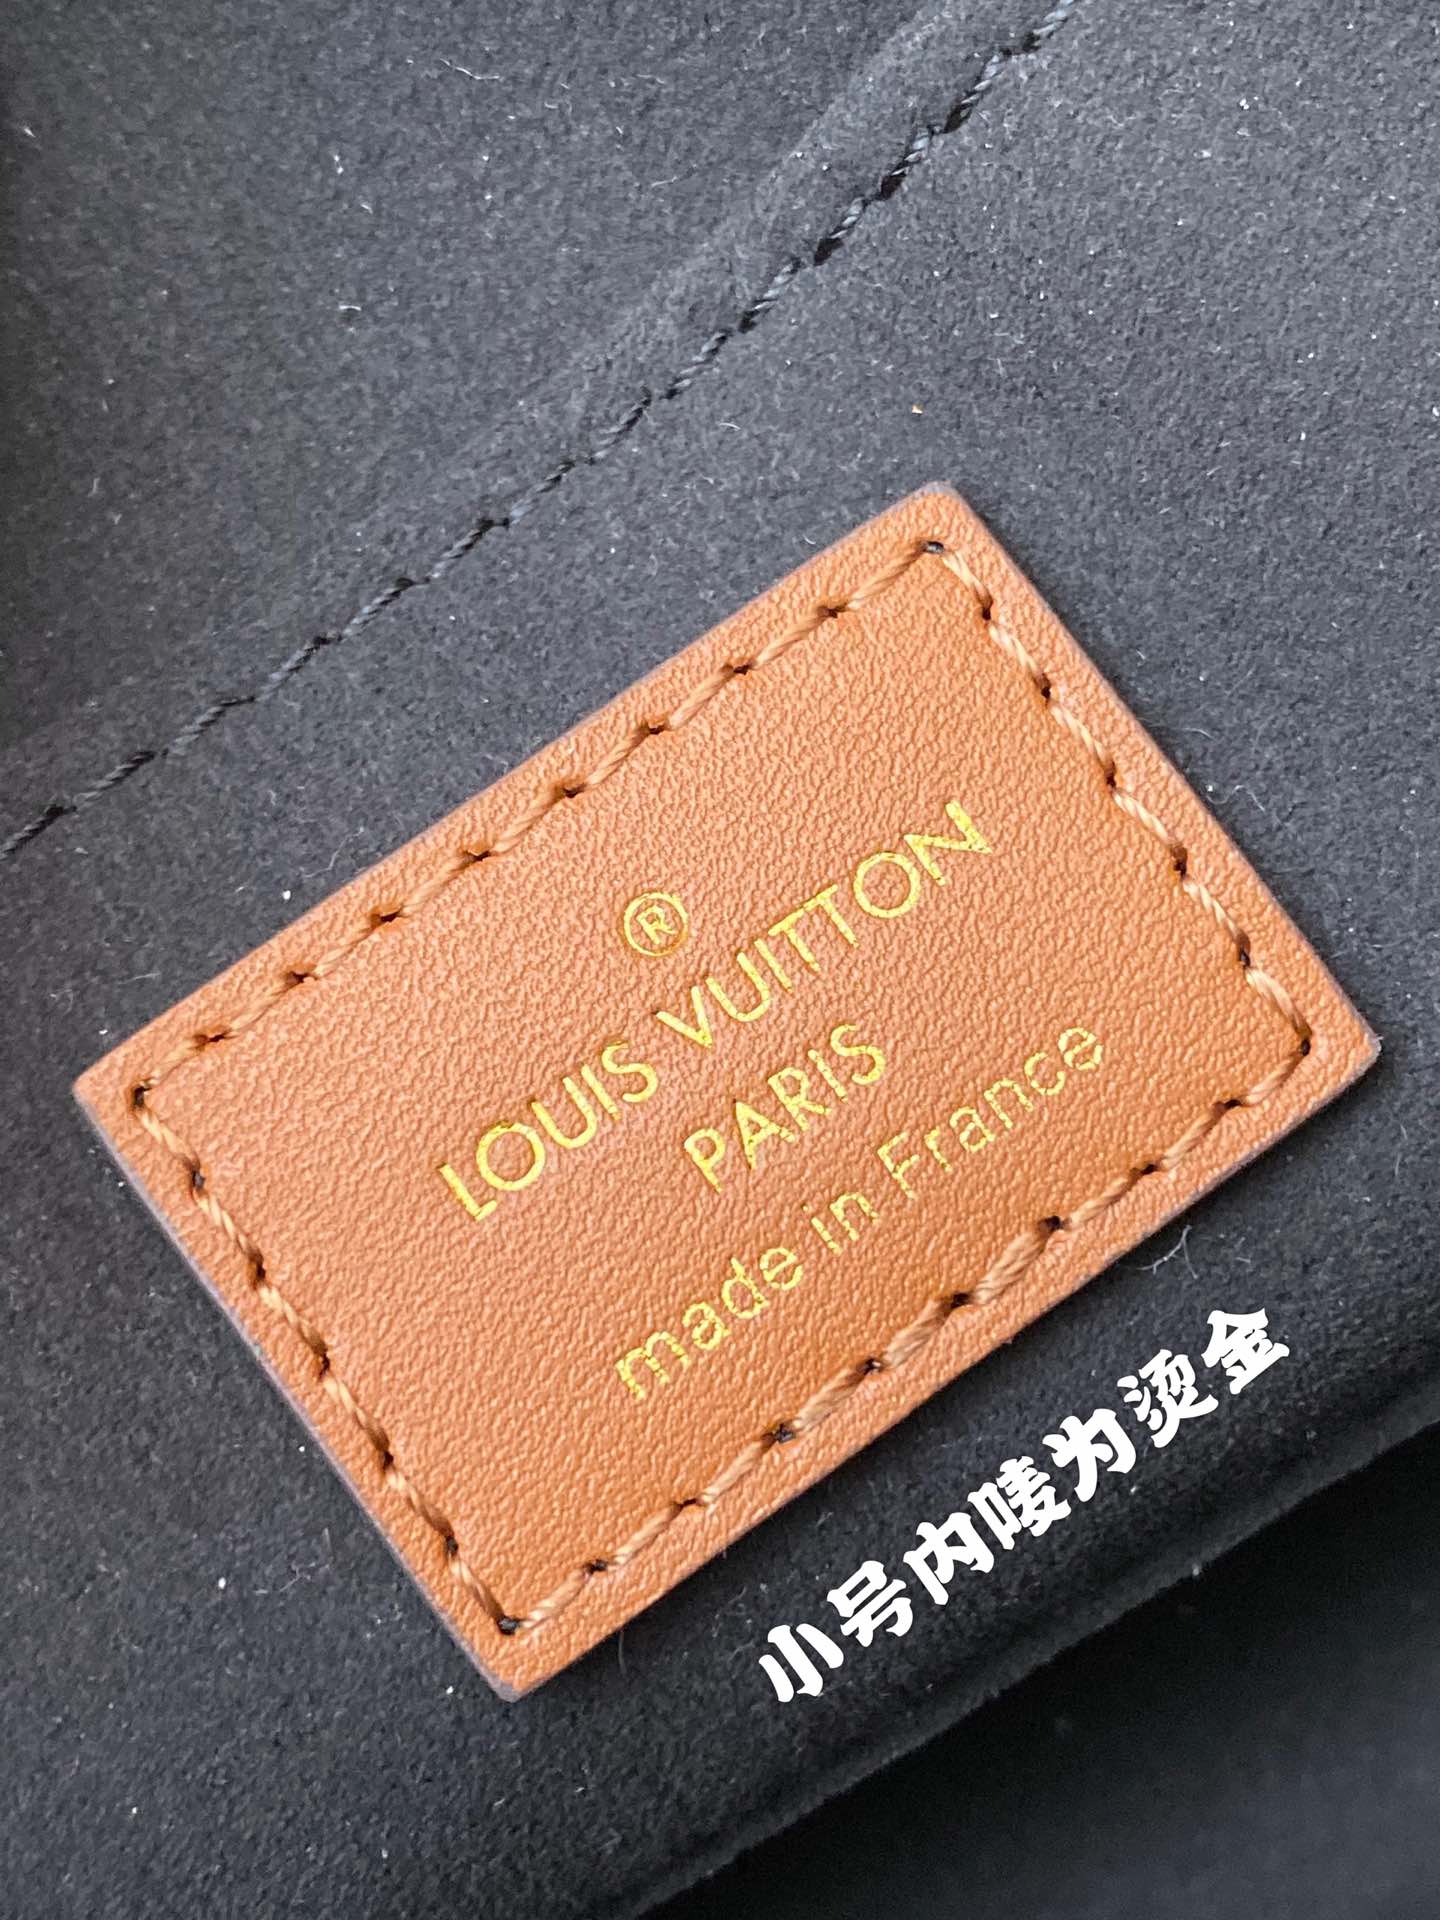 ®
LOUIS VUITTON
PARIS
made in France
小号内唛为烫金